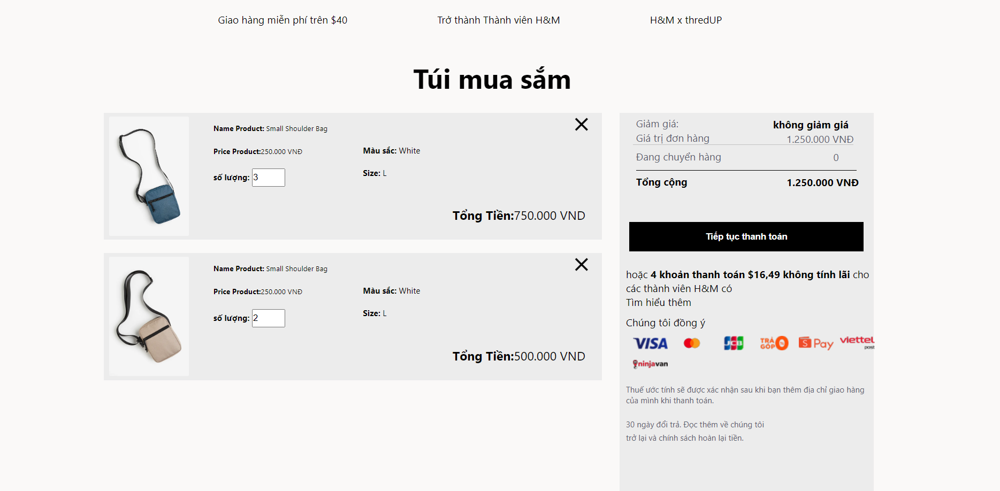 Giao hàng miễn phí trên $40 Trở thành Thành viên H&M H&M x thredUP
Túi mua sắm
Name Product: Small Shoulder Bag
Price Product:250.000 VNĐ
Màu sắc: White
số lượng: 3
Size: L
Tổng Tiền:750.000 VND
Name Product: Small Shoulder Bag
Price Product:250.000 VNĐ
Màu sắc: White
số lượng: 2
Size: L
Tổng Tiền:500.000 VND
Giảm giá: không giảm giá
Giá trị đơn hàng 1.250.000 VNĐ
Đang chuyển hàng 0
Tổng cộng 1.250.000 VNĐ
Tiếp tục thanh toán
hoặc 4 khoản thanh toán $16,49 không tính lãi cho
các thành viên H&M có
Tìm hiểu thêm
Chúng tôi đồng ý
VISA JCB TRẢ GÓP % S Pay viettel post
ninjavan
Thuế ước tính sẽ được xác nhận sau khi bạn thêm địa chỉ giao hàng
của mình khi thanh toán.
30 ngày đổi trả. Đọc thêm về chúng tôi
trở lại và chính sách hoàn lại tiền.